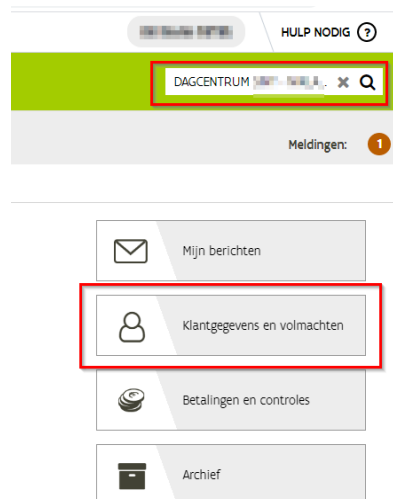 HULP NODIG ?
DAGCENTRUM
Meldingen: 1
Mijn berichten
Klantgegevens en volmachten
Betalingen en controles
Archief